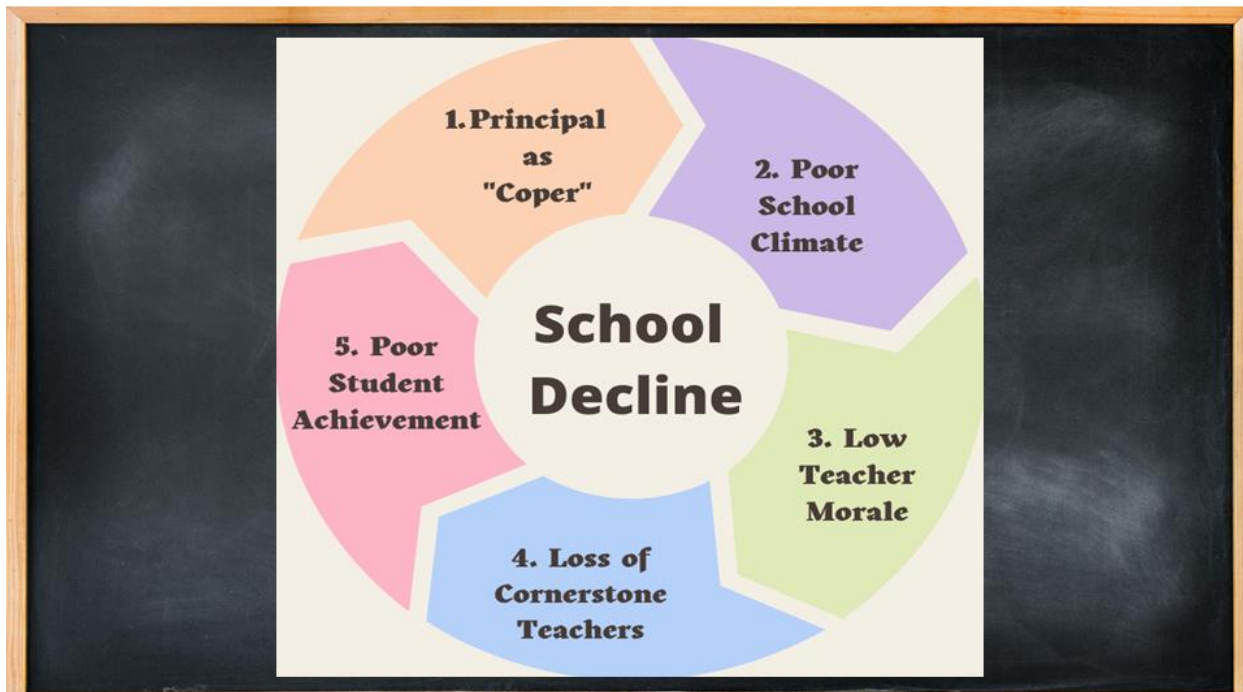 School
Decline
1. Principal
as
"Coper"
2. Poor
School
Climate
3. Low
Teacher
Morale
4. Loss of
Cornerstone
Teachers
5. Poor
Student
Achievement